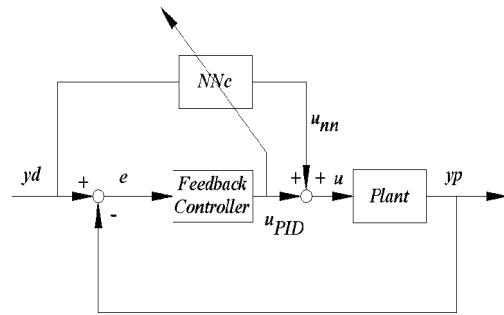 NNc
u_nn
yd
+
e
Feedback
Controller
+
+
u
Plant
yp
-
u_PID